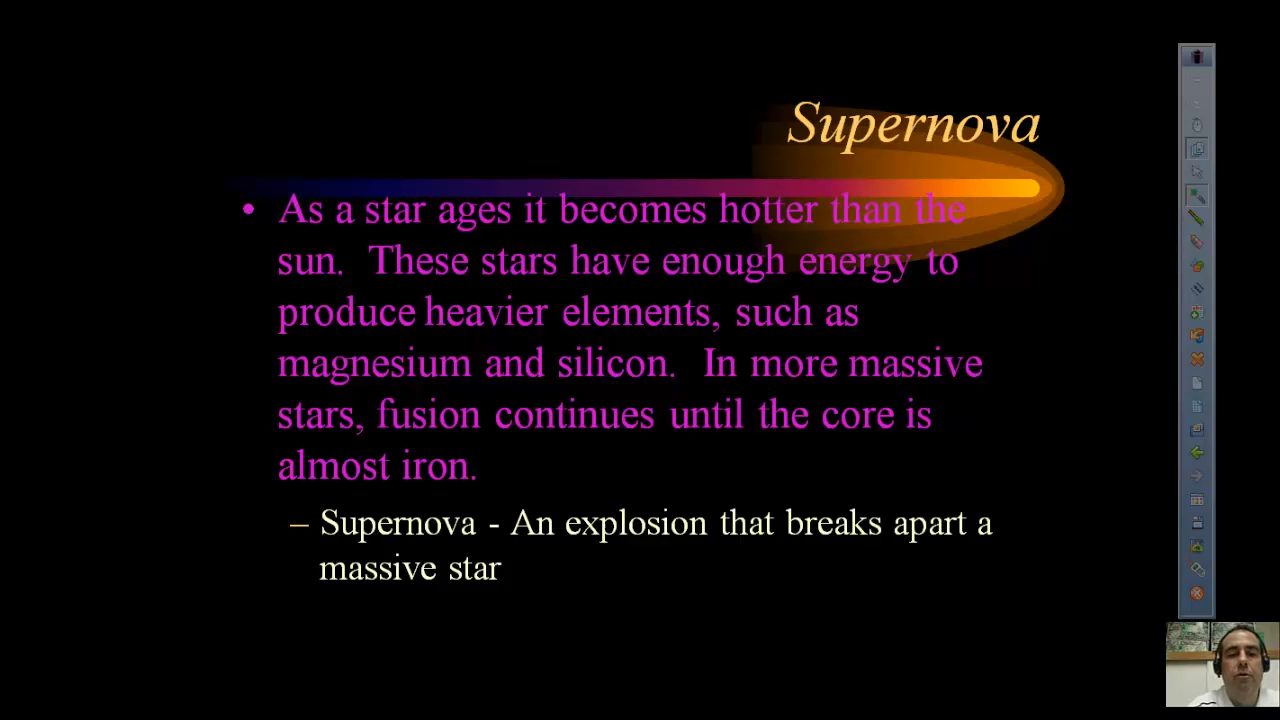 Supernova
• As a star ages it becomes hotter than the
sun. These stars have enough energy to
produce heavier elements, such as
magnesium and silicon. In more massive
stars, fusion continues until the core is
almost iron.
– Supernova - An explosion that breaks apart a
massive star